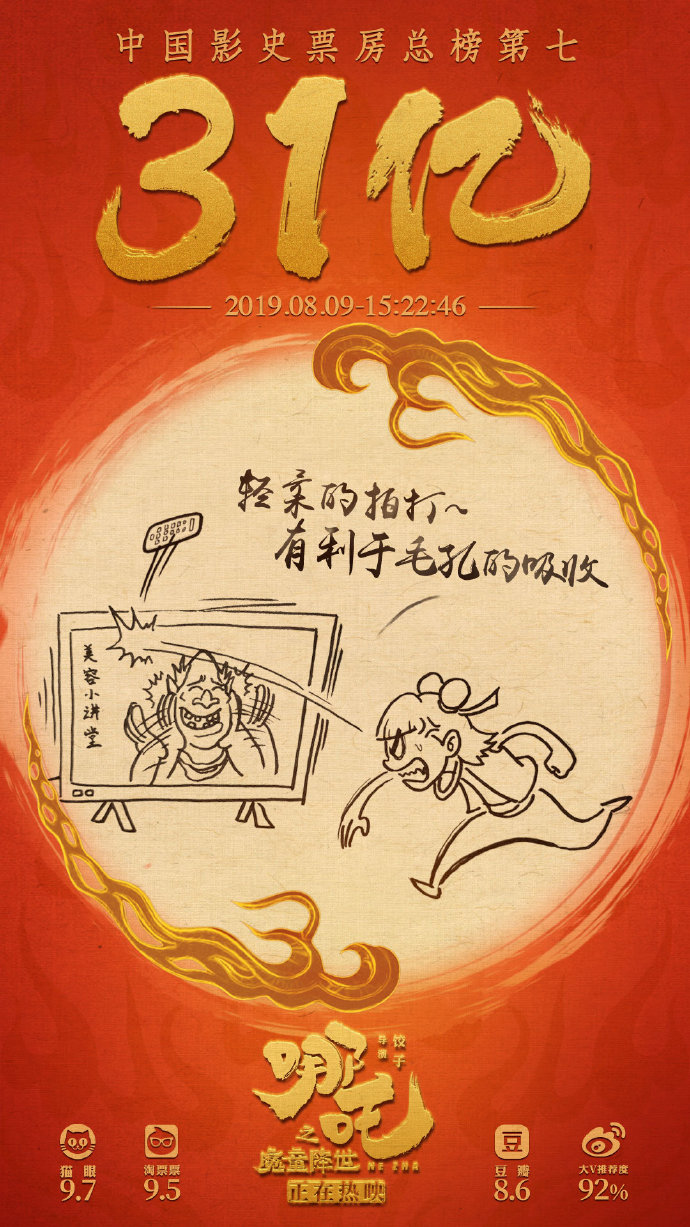 中国影史票房总榜第七
31亿
2019.08.09-15:22:46
轻柔的拍打~
有利于毛孔的吸收
美容小讲堂
导演
饺子
哪吒
之
魔童降世
NE ZHA
正在热映
猫眼
9.7
淘票票
9.5
豆
豆瓣
8.6
大V推荐度
92%